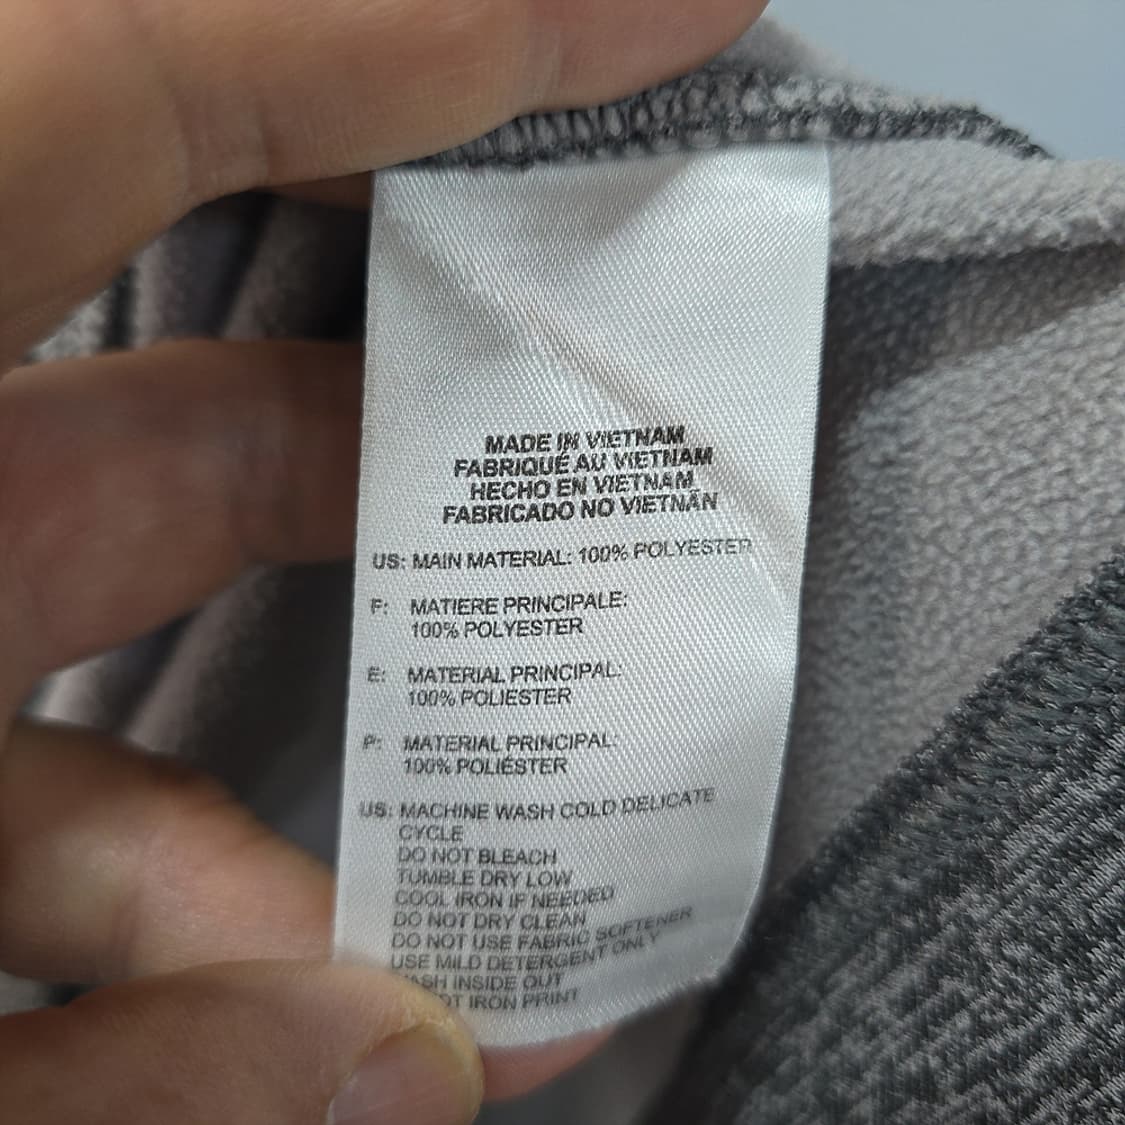 MADE IN VIETNAM
FABRIQUÉ AU VIETNAM
HECHO EN VIETNAM
FABRICADO NO VIETNÃN
US: MAIN MATERIAL: 100% POLYESTER
F: MATIERE PRINCIPALE:
100% POLYESTER
E: MATERIAL PRINCIPAL:
100% POLIESTER
P: MATERIAL PRINCIPAL:
100% POLIÉSTER
US: MACHINE WASH COLD DELICATE
CYCLE
DO NOT BLEACH
TUMBLE DRY LOW
COOL IRON IF NEEDED
DO NOT DRY CLEAN
DO NOT USE FABRIC SOFTENER
USE MILD DETERGENT ONLY
INSIDE OUT
IRON PRINT